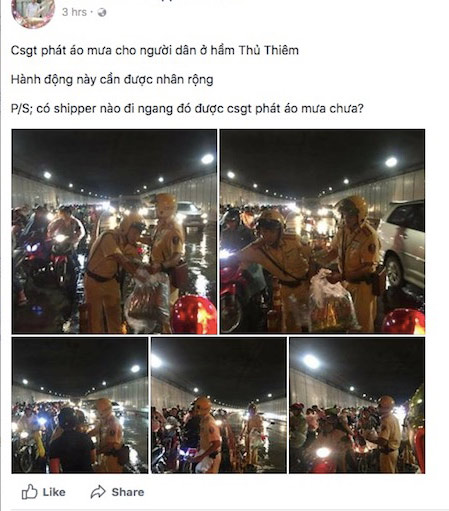 3 hrs ·
Csgt phát áo mưa cho người dân ở hầm Thủ Thiêm
Hành động này cần được nhân rộng
P/S; có shipper nào đi ngang đó được csgt phát áo mưa chưa?
Like Share